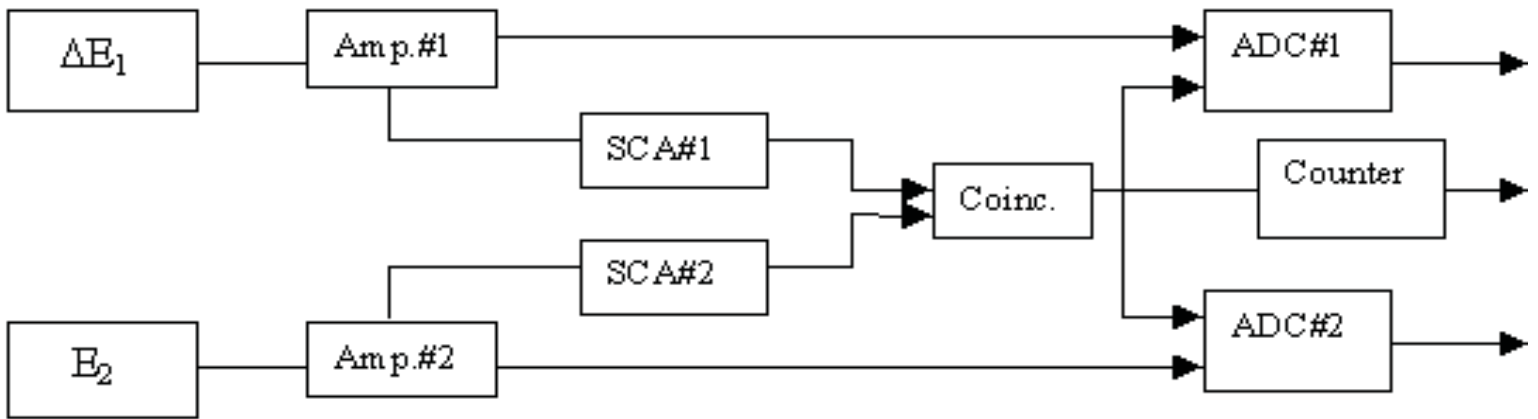 ΔE₁
Amp.#1
ADC#1
SCA#1
Coinc.
Counter
SCA#2
E₂
Amp.#2
ADC#2